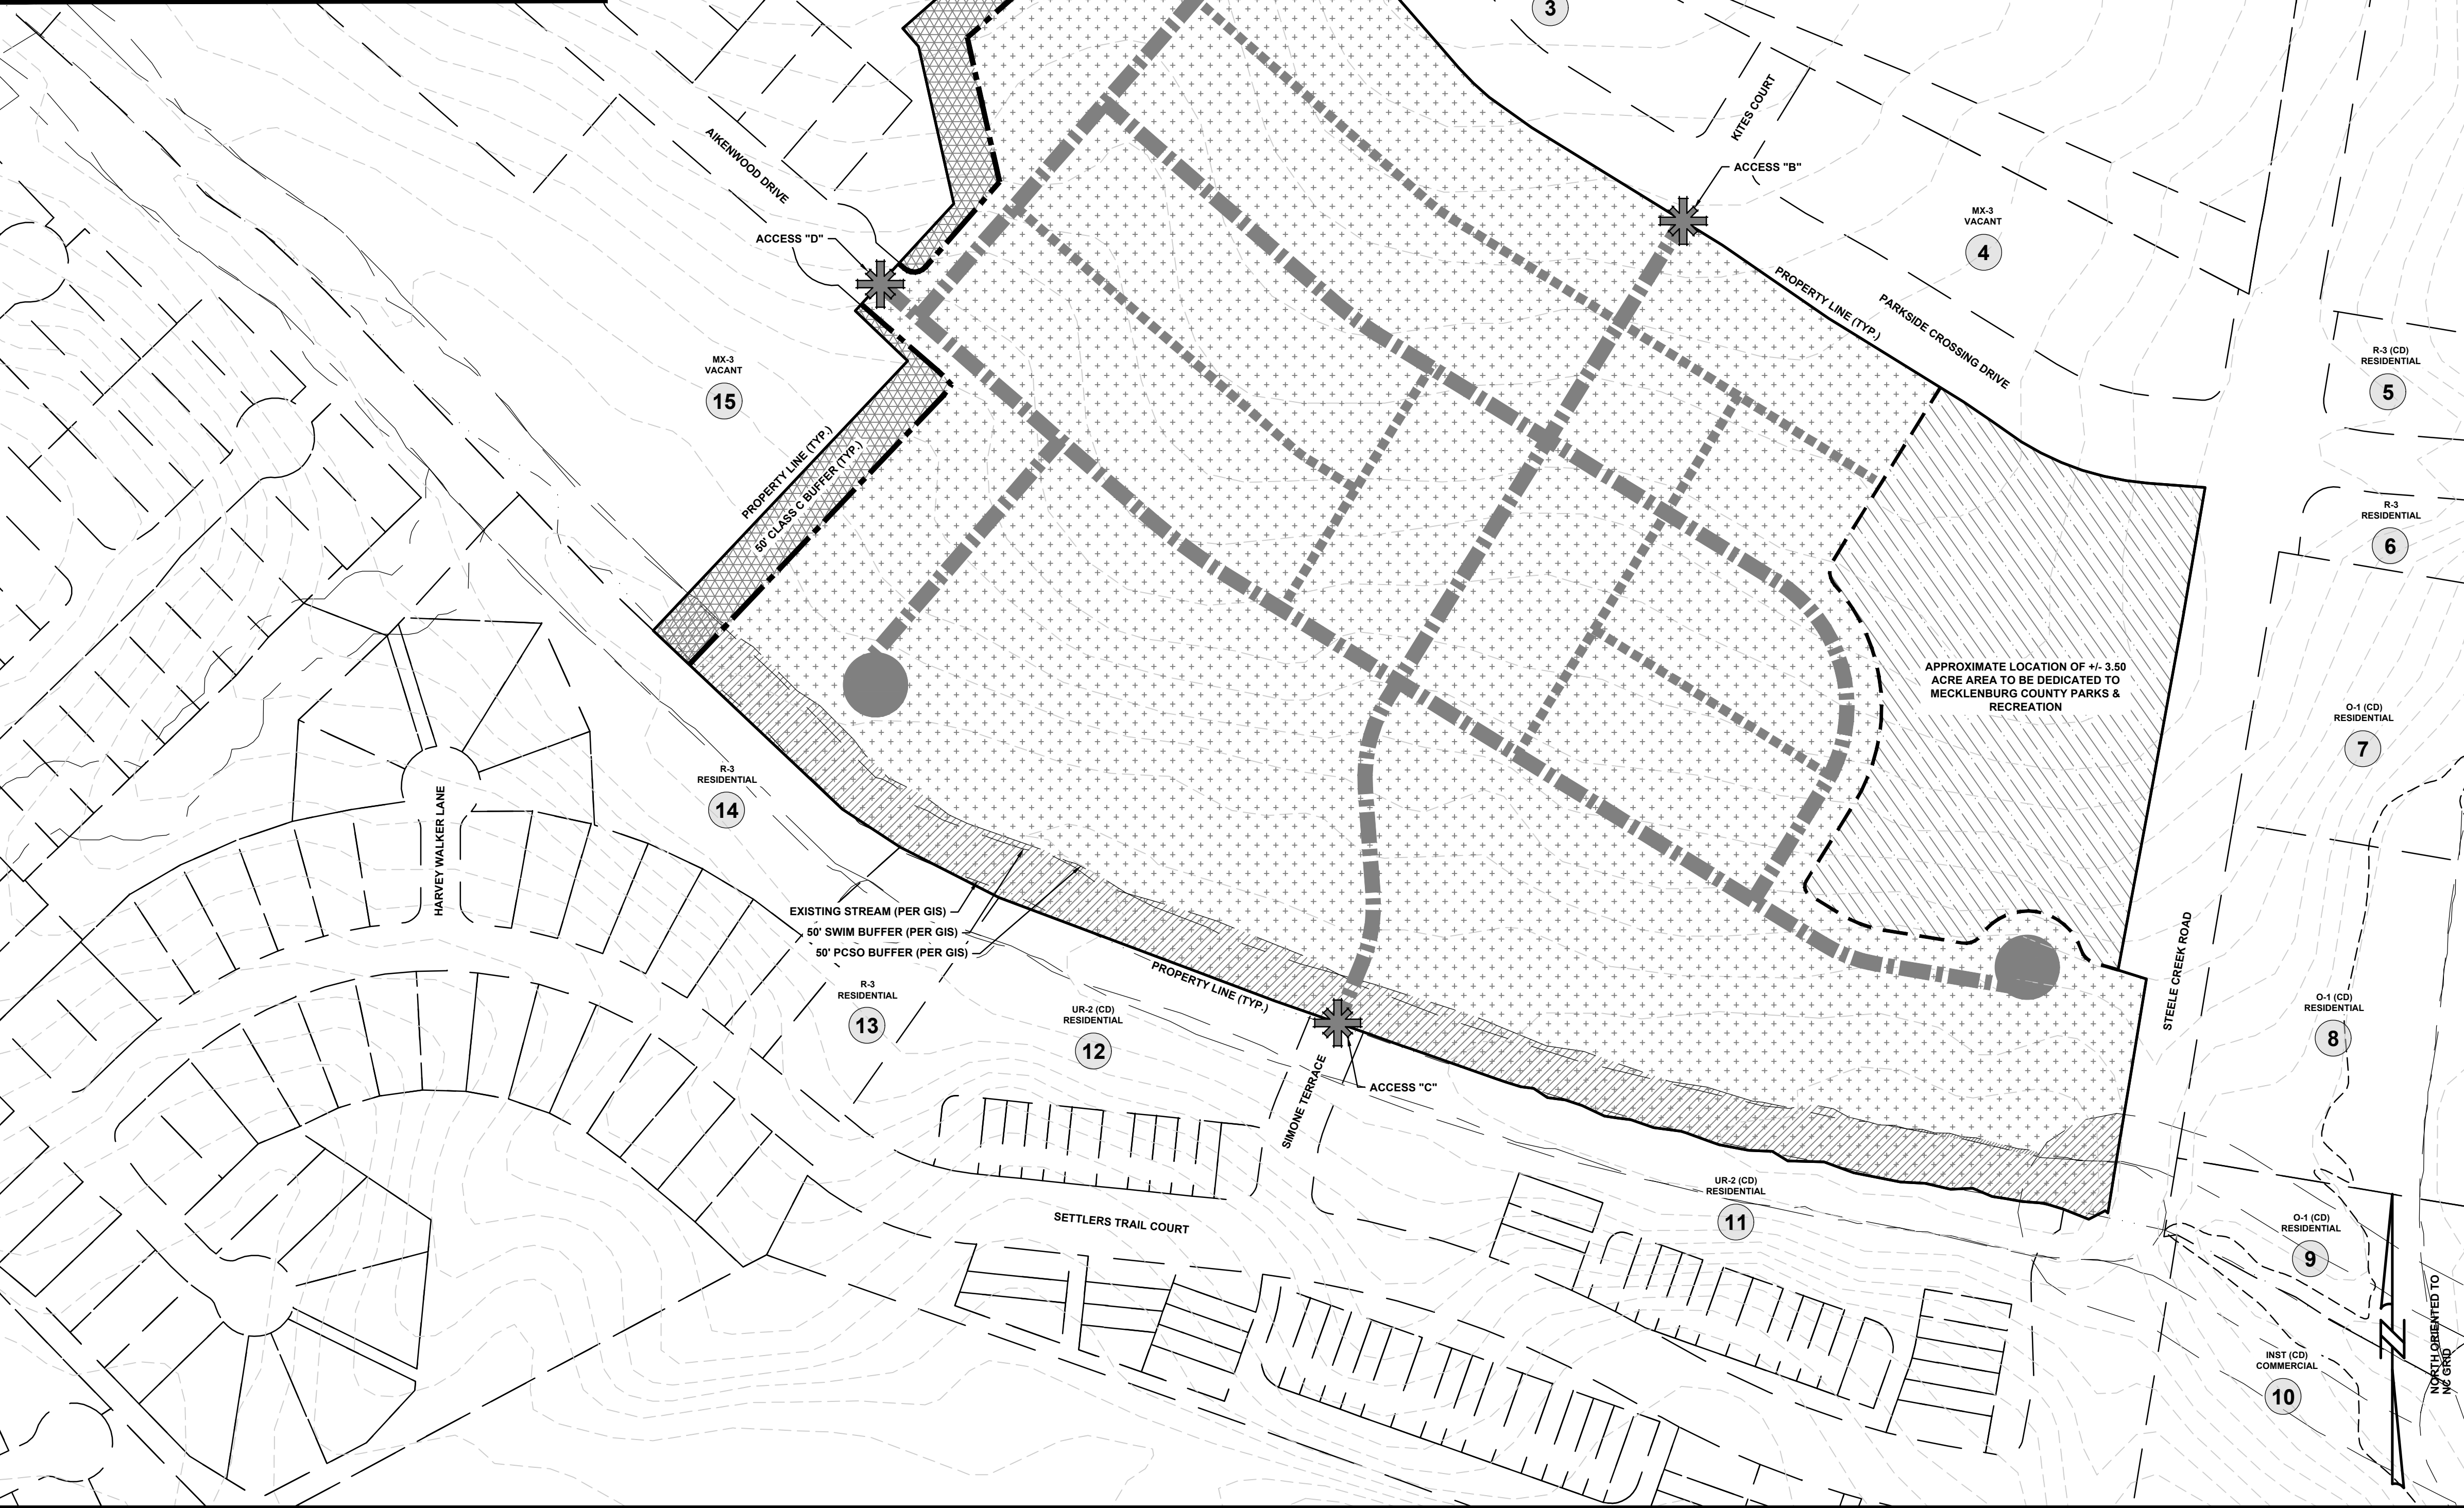 3
KITES COURT
AIKENWOOD DRIVE
ACCESS "B"
ACCESS "D"
MX-3
VACANT
4
PROPERTY LINE (TYP.)
PARKSIDE CROSSING DRIVE
MX-3
VACANT
15
R-3 (CD)
RESIDENTIAL
5
PROPERTY LINE (TYP.)
50' CLASS C BUFFER (TYP.)
R-3
RESIDENTIAL
6
APPROXIMATE LOCATION OF +/- 3.50
ACRE AREA TO BE DEDICATED TO
MECKLENBURG COUNTY PARKS &
RECREATION
O-1 (CD)
RESIDENTIAL
7
R-3
RESIDENTIAL
14
HARVEY WALKER LANE
EXISTING STREAM (PER GIS)
50' SWIM BUFFER (PER GIS)
50' PCSO BUFFER (PER GIS)
PROPERTY LINE (TYP.)
STEELE CREEK ROAD
R-3
RESIDENTIAL
13
UR-2 (CD)
RESIDENTIAL
12
O-1 (CD)
RESIDENTIAL
8
SIMONE TERRACE
ACCESS "C"
UR-2 (CD)
RESIDENTIAL
11
SETTLERS TRAIL COURT
O-1 (CD)
RESIDENTIAL
9
INST (CD)
COMMERCIAL
10
NORTH ORIENTED TO
NC GRID